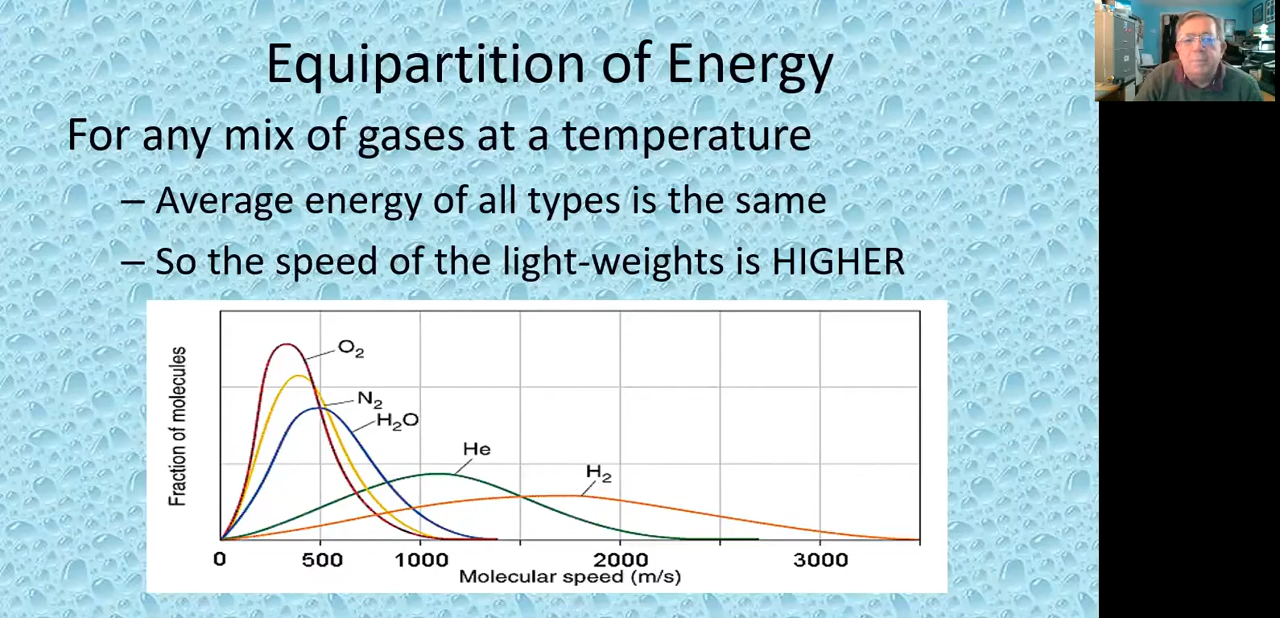 Equipartition of Energy
For any mix of gases at a temperature
– Average energy of all types is the same
– So the speed of the light-weights is HIGHER
O2
N2
H2O
He
H2
Fraction of molecules
0 500 1000 2000 3000
Molecular speed (m/s)